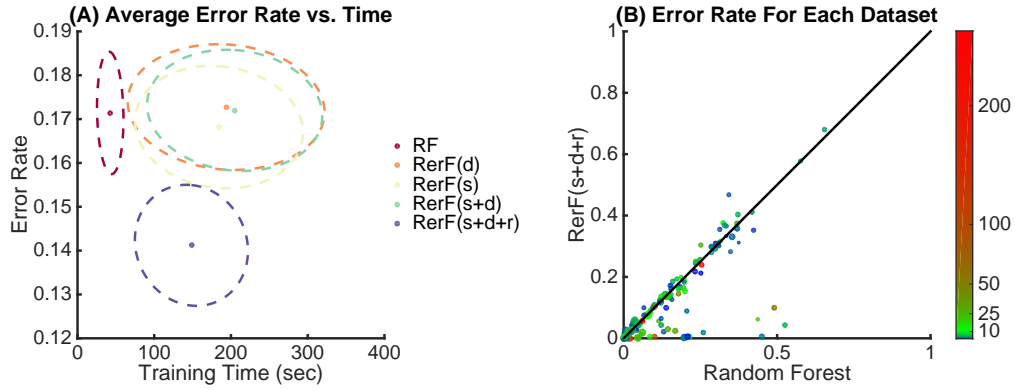 (A) Average Error Rate vs. Time
0.19
0.18
0.17
0.16
0.15
0.14
0.13
0.12
Error Rate
0
100
200
300
400
Training Time (sec)
RF
RerF(d)
RerF(s)
RerF(s+d)
RerF(s+d+r)
(B) Error Rate For Each Dataset
1
0.8
0.6
0.4
0.2
0
RerF(s+d+r)
0
0.5
1
Random Forest
200
100
50
25
10